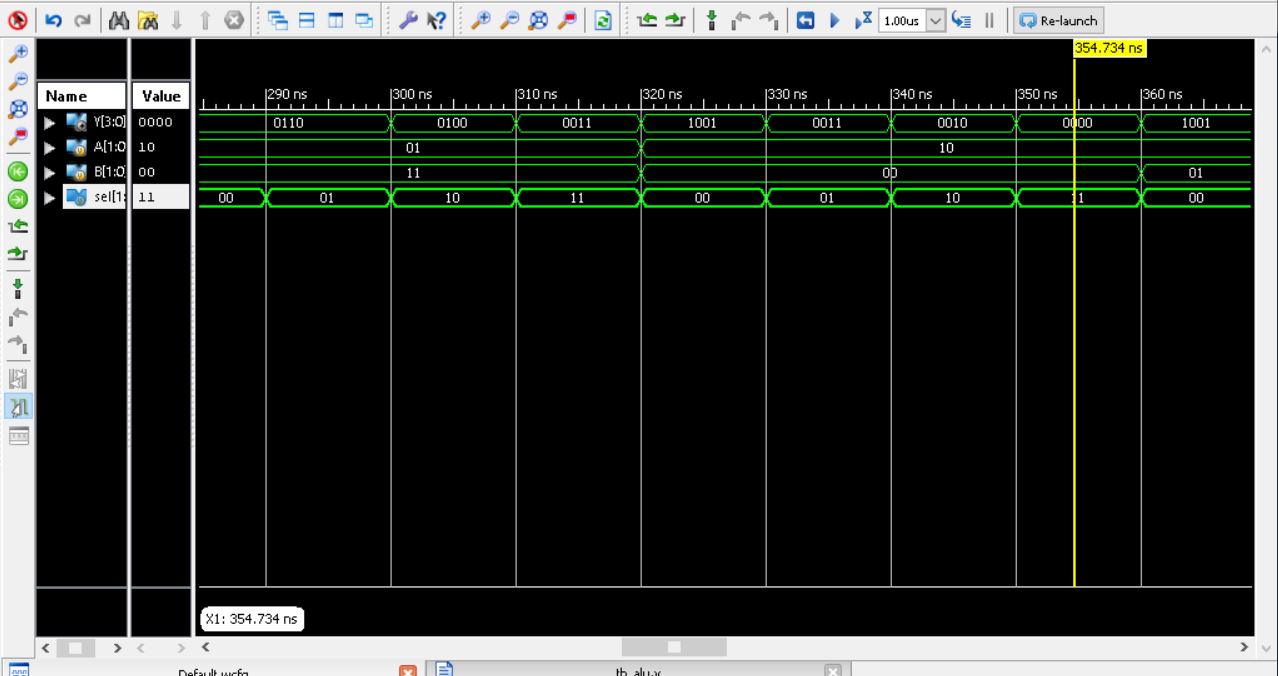 1.00us Re-launch
354.734 ns
Name Value 290 ns 300 ns 310 ns 320 ns 330 ns 340 ns 350 ns 360 ns
Y[3:0] 0000 0110 0100 0011 1001 0011 0010 0000 1001
A[1:0 10 01 10
B[1:0] 00 11 00 01
sel[1: 11 00 01 10 11 00 01 10 11 00
X1: 354.734 ns
Default.wcfg tb_alu.v